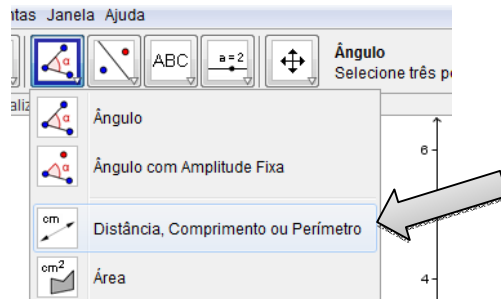 tas Janela Ajuda
α ABC a = 2 Ângulo
Selecione três
aliz
α Ângulo
α Ângulo com Amplitude Fixa
6
cm Distância, Comprimento ou Perímetro
cm² Área
4